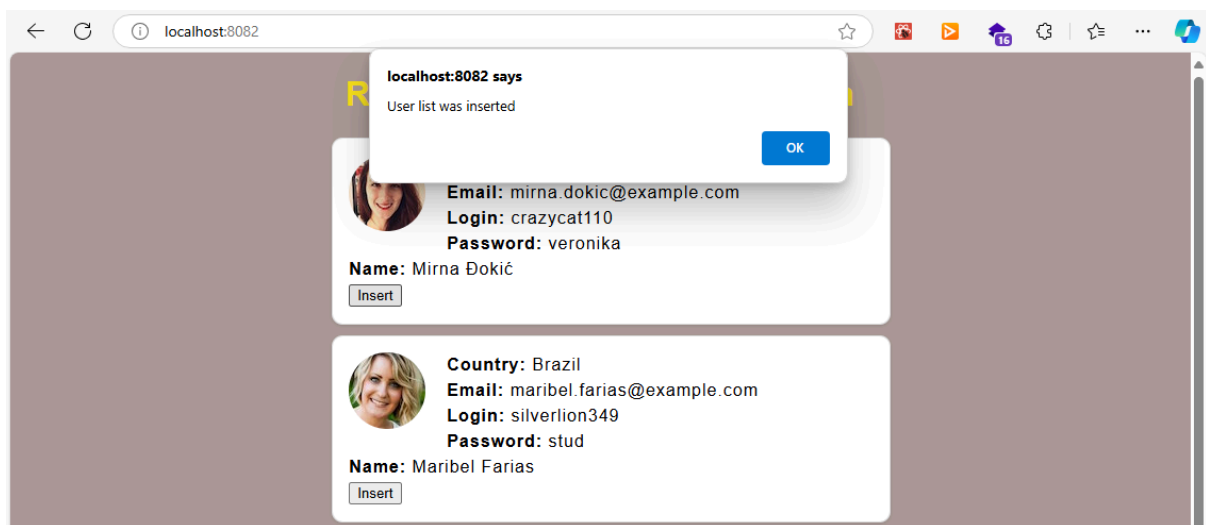 localhost:8082
16
localhost:8082 says
User list was inserted
OK
Email: mirna.dokic@example.com
Login: crazycat110
Password: veronika
Name: Mirna Đokić
Insert
Country: Brazil
Email: maribel.farias@example.com
Login: silverlion349
Password: stud
Name: Maribel Farias
Insert